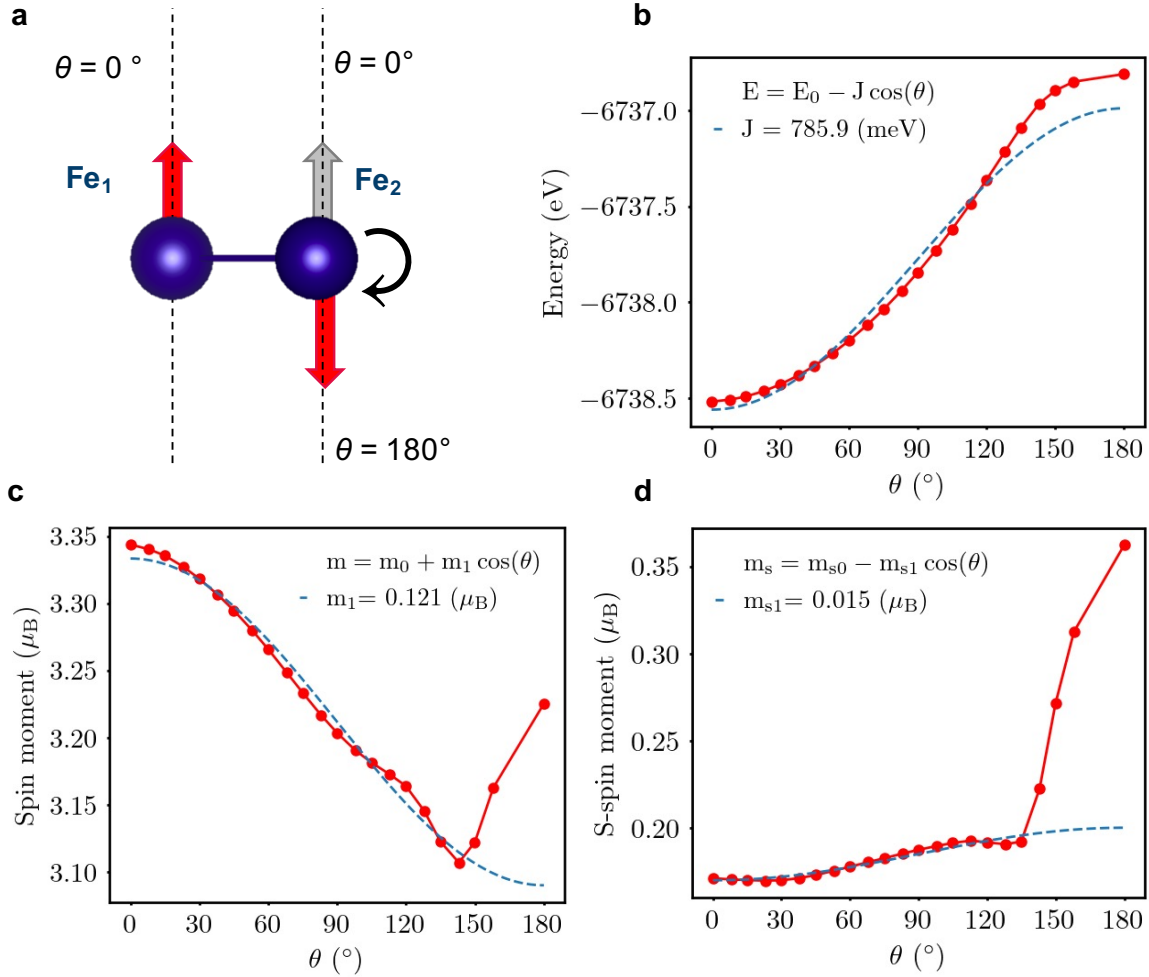 a
θ = 0 °
θ = 0°
Fe₁
Fe₂
θ = 180°
b
E = E₀ − J cos(θ)
J = 785.9 (meV)
Energy (eV)
−6737.0
−6737.5
−6738.0
−6738.5
0 30 60 90 120 150 180
θ (°)
c
m = m₀ + m₁ cos(θ)
m₁= 0.121 (μ_B)
Spin moment (μ_B)
3.35
3.30
3.25
3.20
3.15
3.10
0 30 60 90 120 150 180
θ (°)
d
mₛ = mₛ₀ − mₛ₁ cos(θ)
mₛ₁= 0.015 (μ_B)
S-spin moment (μ_B)
0.35
0.30
0.25
0.20
0 30 60 90 120 150 180
θ (°)